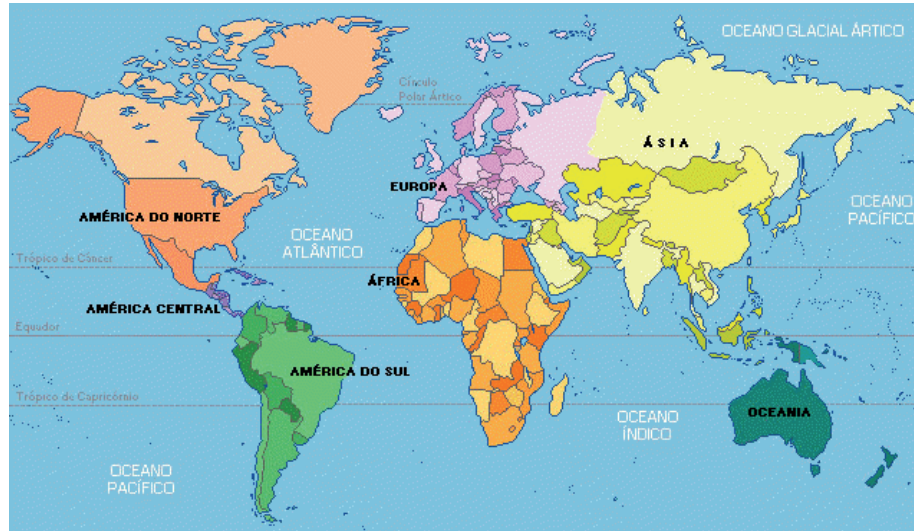 OCEANO GLACIAL ÁRTICO
Círculo
Polar Ártico
ÁSIA
EUROPA
OCEANO
PACÍFICO
AMÉRICA DO NORTE
OCEANO
ATLÂNTICO
Trópico de Câncer
ÁFRICA
AMÉRICA CENTRAL
Equador
AMÉRICA DO SUL
Trópico de Capricórnio
OCEANIA
OCEANO
ÍNDICO
OCEANO
PACÍFICO